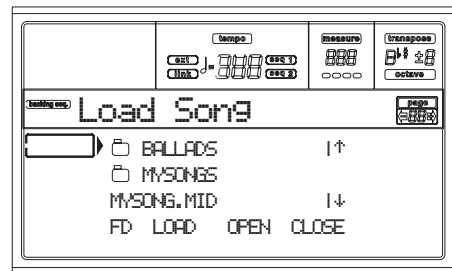 tempo
measure
transpose
ext
seq 1
link
seq 2
octave
backing seq.
Load Song
page
BALLADS
MYSONGS
MYSONG.MID
FD LOAD OPEN CLOSE